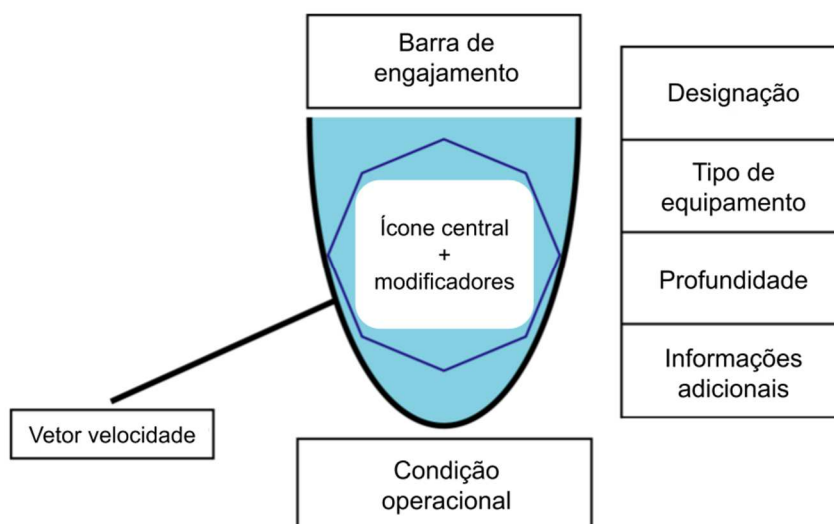 Barra de
engajamento
Designação
Tipo de
equipamento
Ícone central
+
modificadores
Profundidade
Informações
adicionais
Vetor velocidade
Condição
operacional